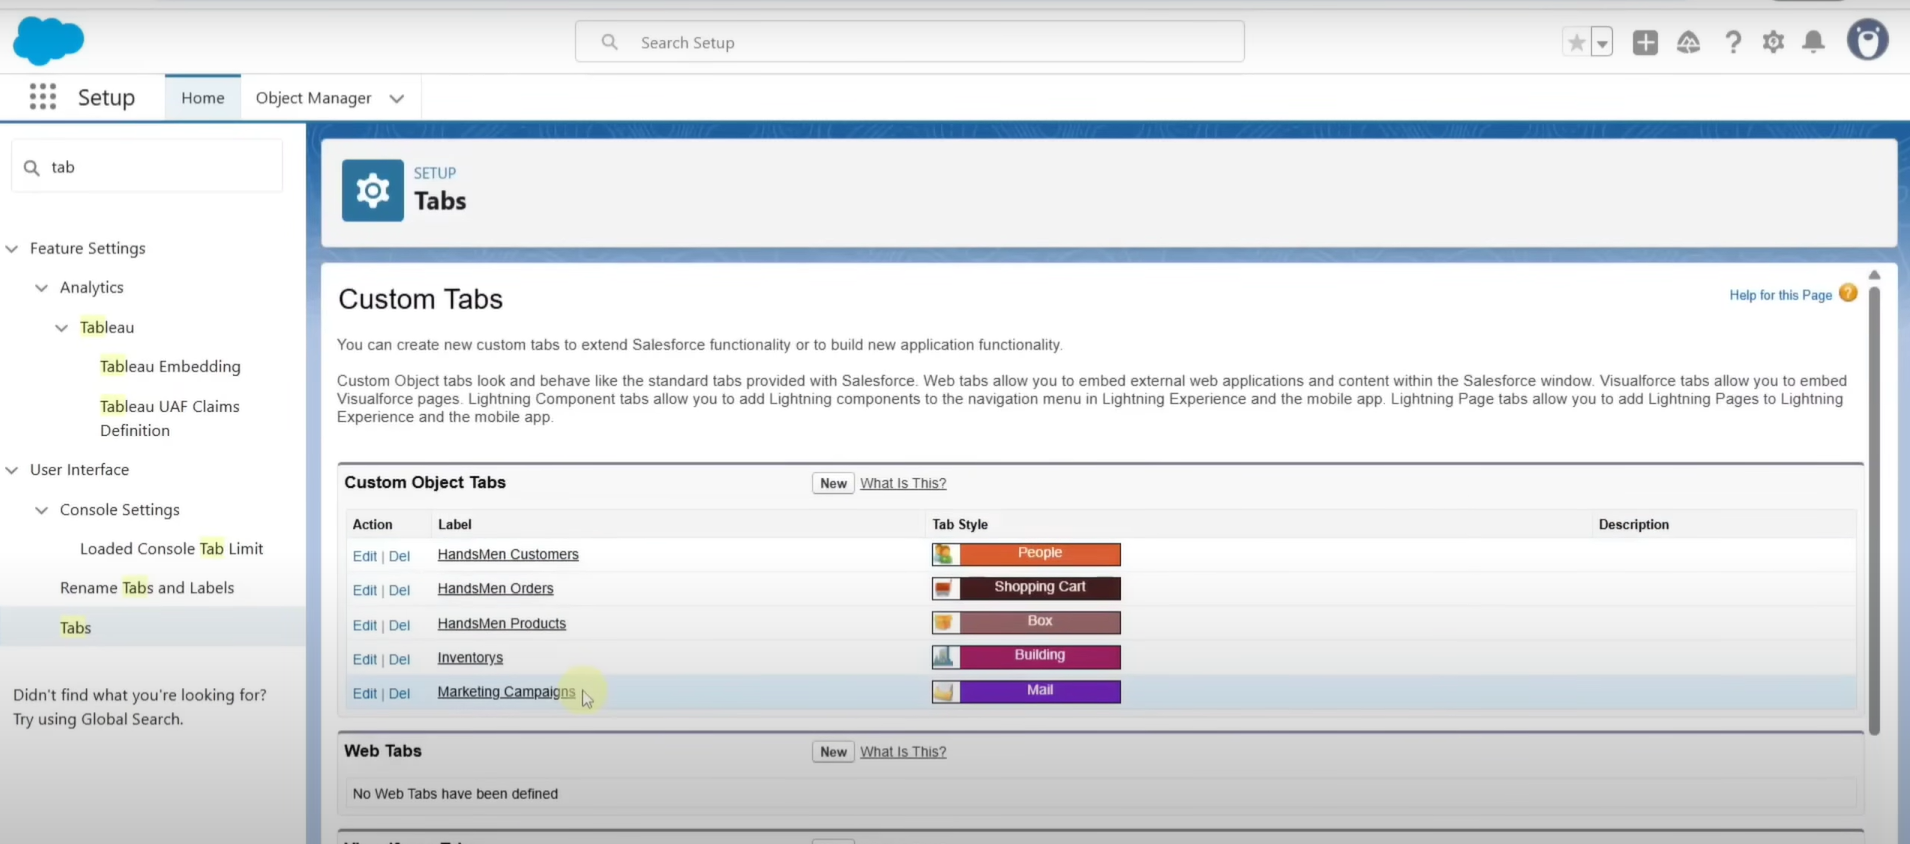 Search Setup
Setup
Home
Object Manager
tab
Feature Settings
Analytics
Tableau
Tableau Embedding
Tableau UAF Claims
Definition
User Interface
Console Settings
Loaded Console Tab Limit
Rename Tabs and Labels
Tabs
Didn't find what you're looking for?
Try using Global Search.
SETUP
Tabs
Custom Tabs
Help for this Page
You can create new custom tabs to extend Salesforce functionality or to build new application functionality.
Custom Object tabs look and behave like the standard tabs provided with Salesforce. Web tabs allow you to embed external web applications and content within the Salesforce window. Visualforce tabs allow you to embed
Visualforce pages. Lightning Component tabs allow you to add Lightning components to the navigation menu in Lightning Experience and the mobile app. Lightning Page tabs allow you to add Lightning Pages to Lightning
Experience and the mobile app.
Custom Object Tabs New What Is This?
Action Label Tab Style Description
Edit | Del HandsMen Customers People
Edit | Del HandsMen Orders Shopping Cart
Edit | Del HandsMen Products Box
Edit | Del Inventorys Building
Edit | Del Marketing Campaigns Mail
Web Tabs New What Is This?
No Web Tabs have been defined